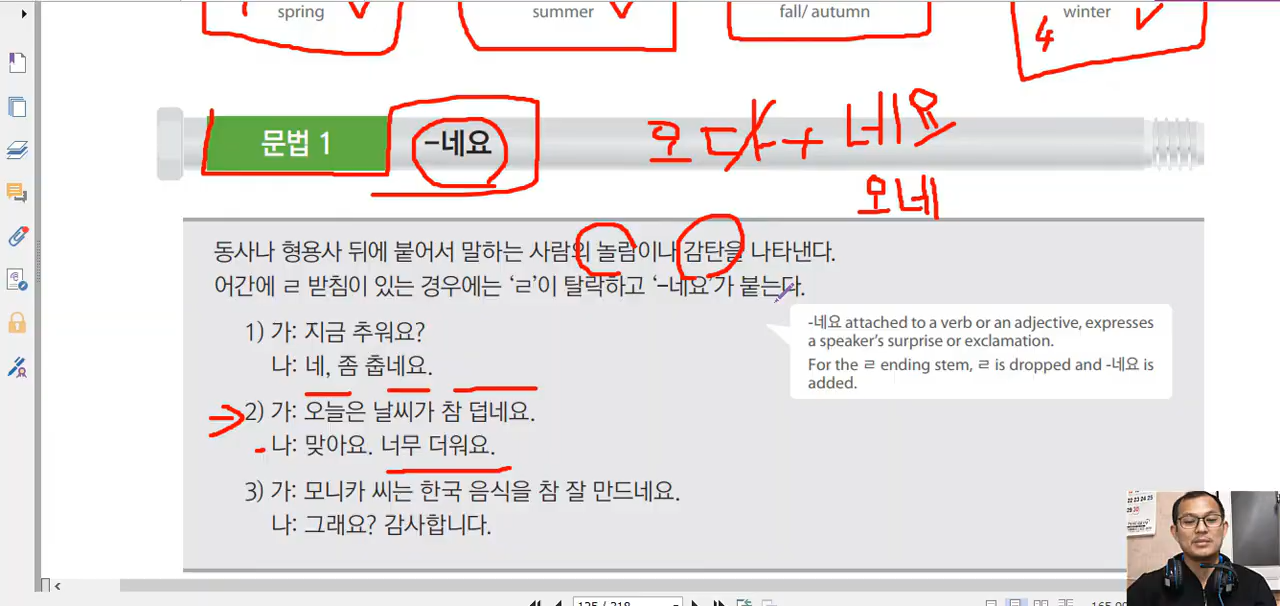 spring summer fall/ autumn winter
4
문법 1 -네요 오다+네요
오네
동사나 형용사 뒤에 붙어서 말하는 사람의 놀람이나 감탄을 나타낸다.
어간에 ㄹ 받침이 있는 경우에는 ‘ㄹ’이 탈락하고 ‘-네요’가 붙는다.
-네요 attached to a verb or an adjective, expresses
a speaker's surprise or exclamation.
For the ㄹ ending stem, ㄹ is dropped and -네요 is
added.
1) 가: 지금 추워요?
나: 네, 좀 춥네요.
2) 가: 오늘은 날씨가 참 덥네요.
나: 맞아요. 너무 더워요.
3) 가: 모니카 씨는 한국 음식을 참 잘 만드네요.
나: 그래요? 감사합니다.